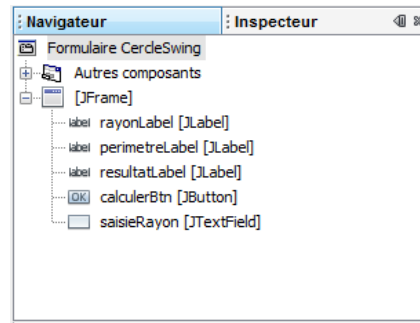 Navigateur Inspecteur
Formulaire CercleSwing
Autres composants
[JFrame]
label rayonLabel [JLabel]
label perimetreLabel [JLabel]
label resultatLabel [JLabel]
OK calculerBtn [JButton]
saisieRayon [JTextField]